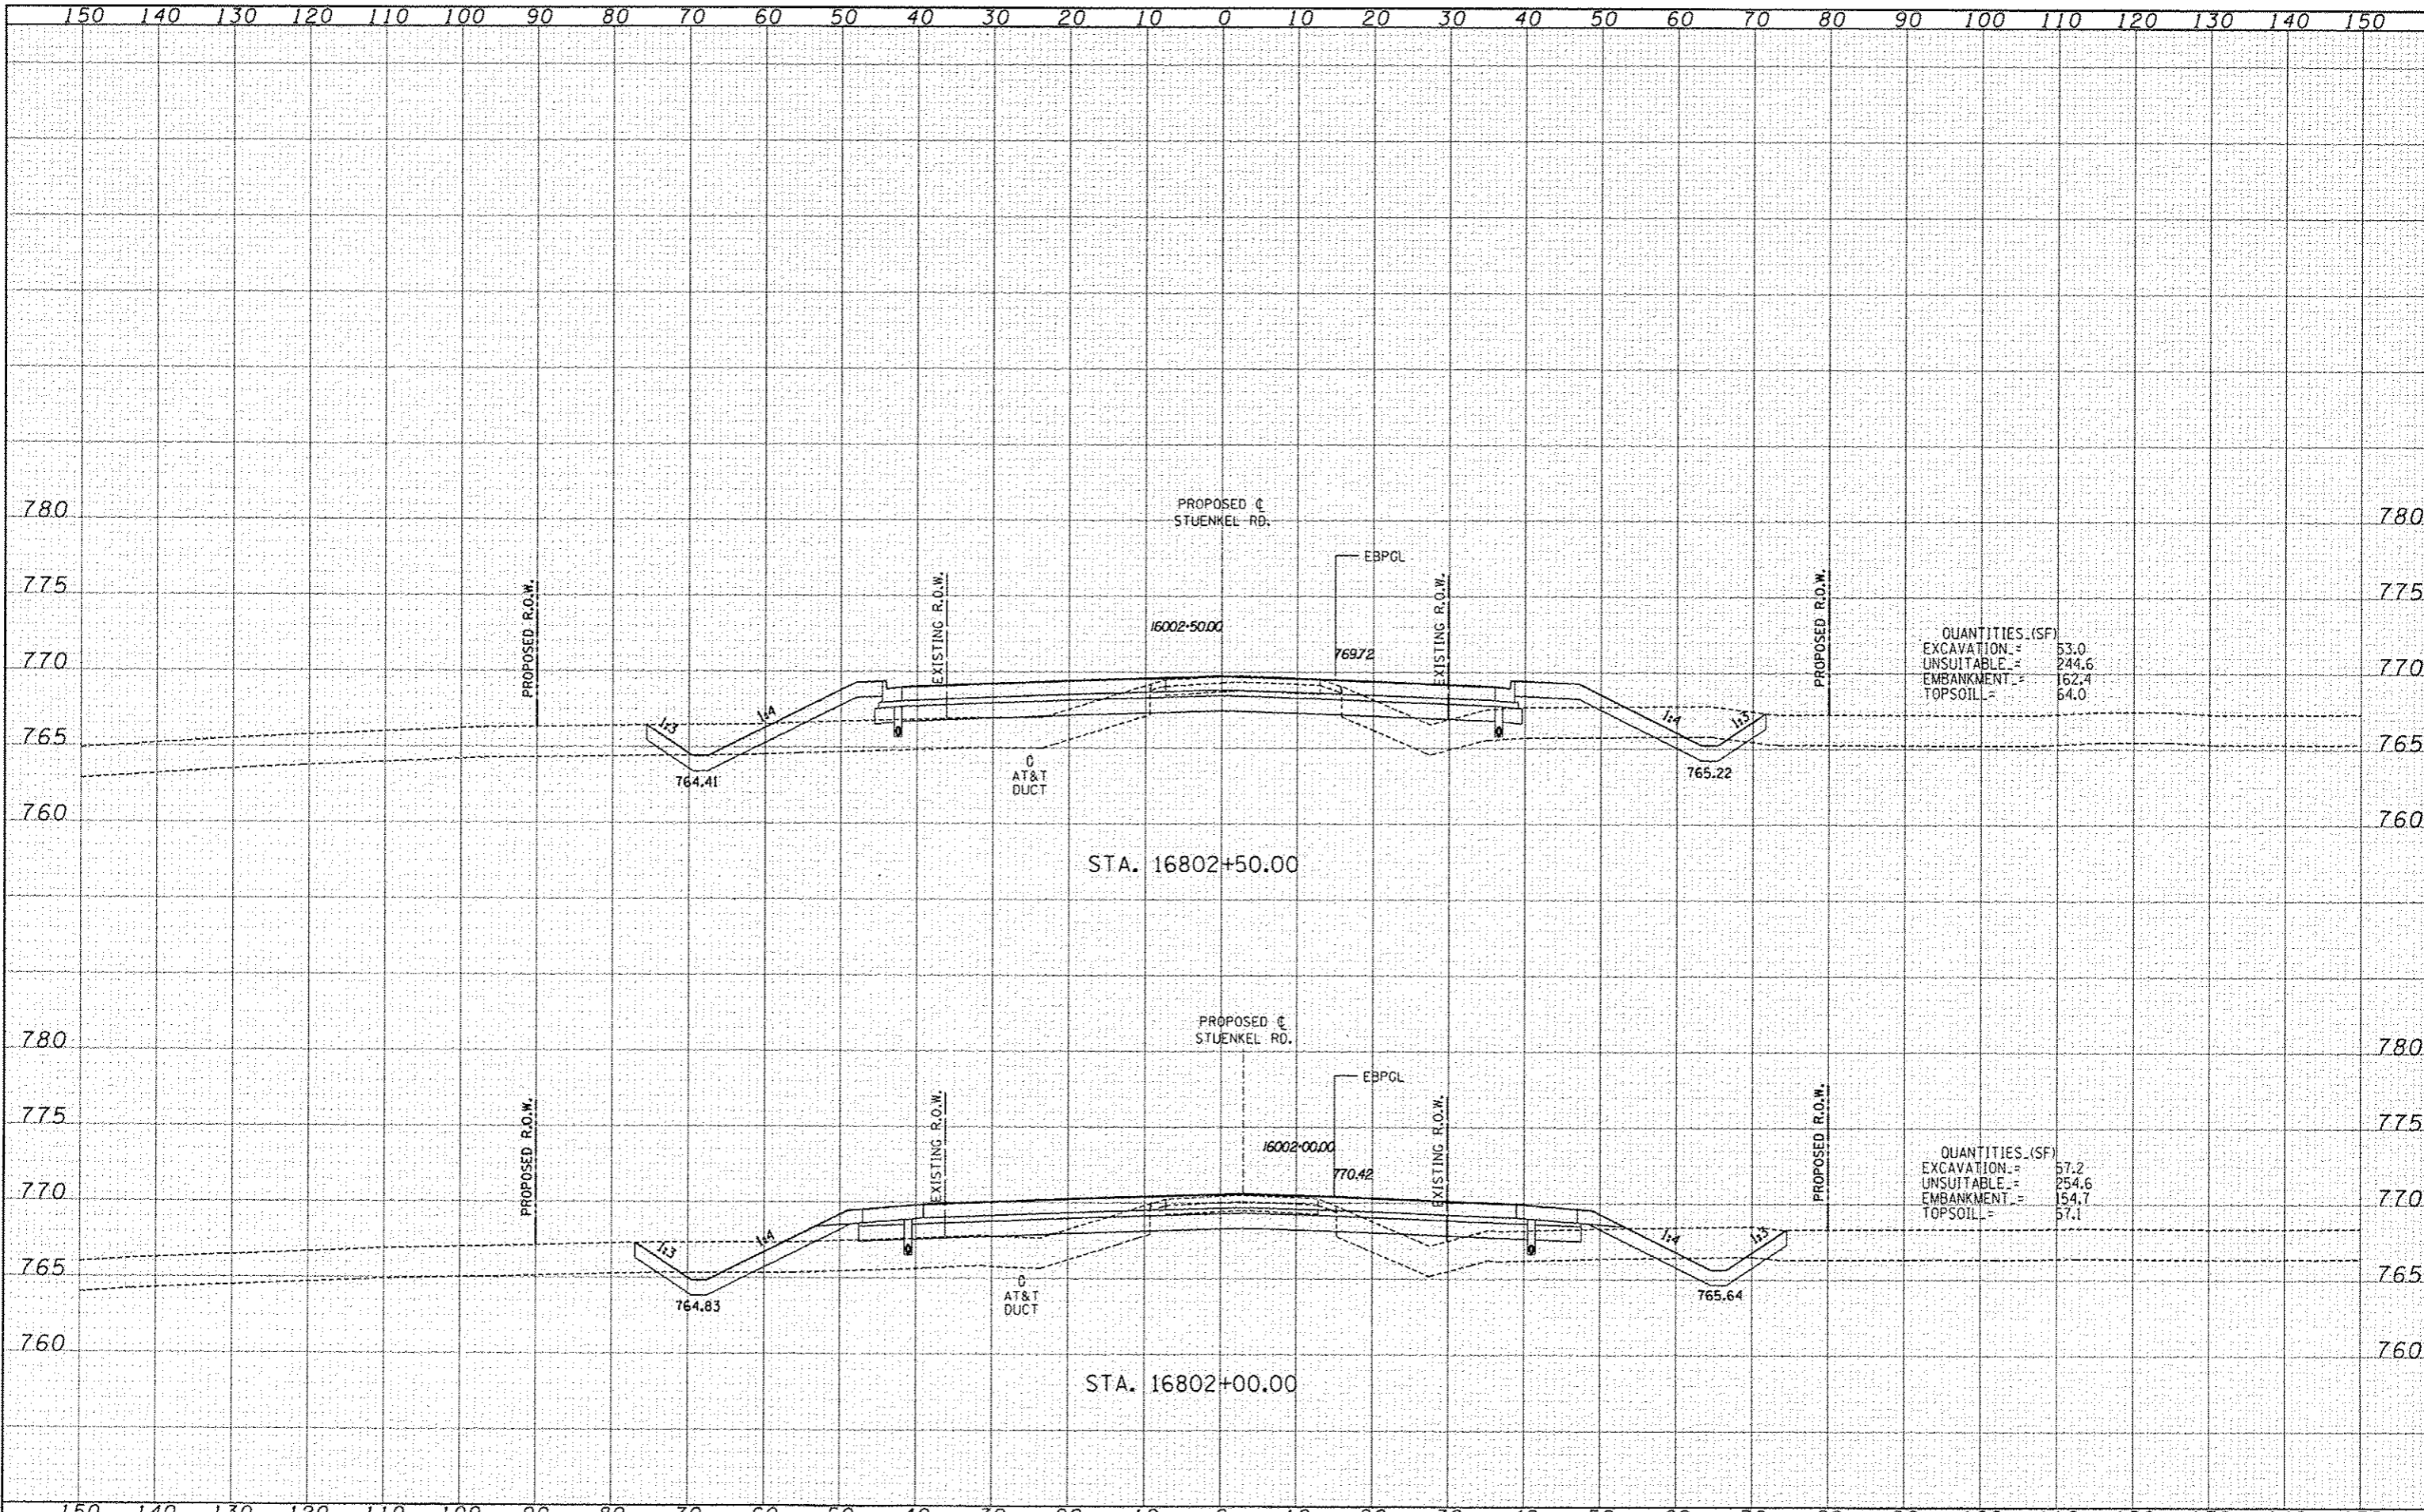 150 140 130 120 110 100 90 80 70 60 50 40 30 20 10 0 10 20 30 40 50 60 70 80 90 100 110 120 130 140 150
780 780
PROPOSED ℄
STUENKEL RD.
EBPGL
775 775
PROPOSED R.O.W.
EXISTING R.O.W.
16002+50.00
769.72
EXISTING R.O.W.
PROPOSED R.O.W.
QUANTITIES (SF)
EXCAVATION = 53.0
UNSUITABLE = 244.6
EMBANKMENT = 162.4
TOPSOIL = 64.0
770 770
1:3 1:4 1:4 1:3
765 765
764.41
AT&T
DUCT
765.22
760 760
STA. 16802+50.00
PROPOSED ℄
STUENKEL RD.
780 780
EBPGL
775 775
PROPOSED R.O.W.
EXISTING R.O.W.
16002+00.00
770.42
EXISTING R.O.W.
PROPOSED R.O.W.
QUANTITIES (SF)
EXCAVATION = 57.2
UNSUITABLE = 254.6
EMBANKMENT = 154.7
TOPSOIL = 57.1
770 770
1:3 1:4 1:4 1:3
765 765
764.83
AT&T
DUCT
765.64
760 760
STA. 16802+00.00